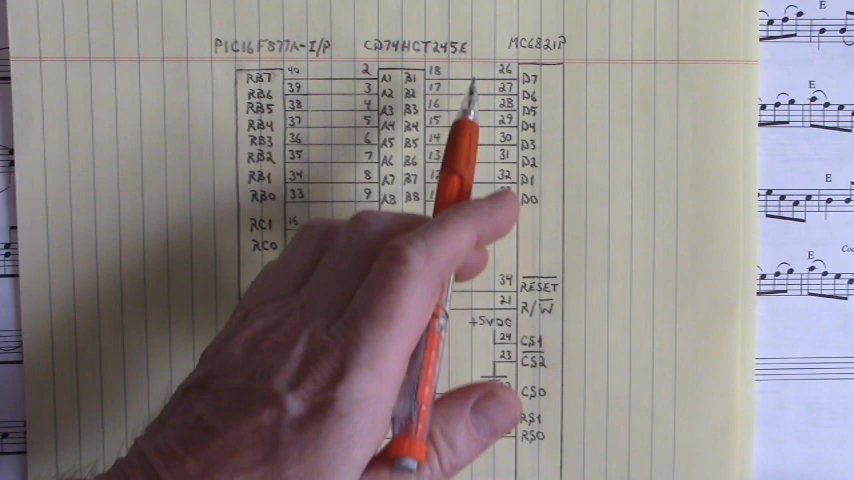 PIC16F877A-I/P CD74HCT245E MC6821P
RB7 40 2 A1 B1 18 26 D7
RB6 39 3 A2 B2 17 27 D6
RB5 38 4 A3 B3 16 28 D5
RB4 37 5 A4 B4 15 29 D4
RB3 36 6 A5 B5 14 30 D3
RB2 35 7 A6 B6 13 31 D2
RB1 34 8 A7 B7 32 D1
RB0 33 9 A8 B8 D0
RC1 16
RC0
34 RESET
21 R/W
+5VDC
24 CS1
23 CS2
CS0
RS1
RS0
E
E
E
E